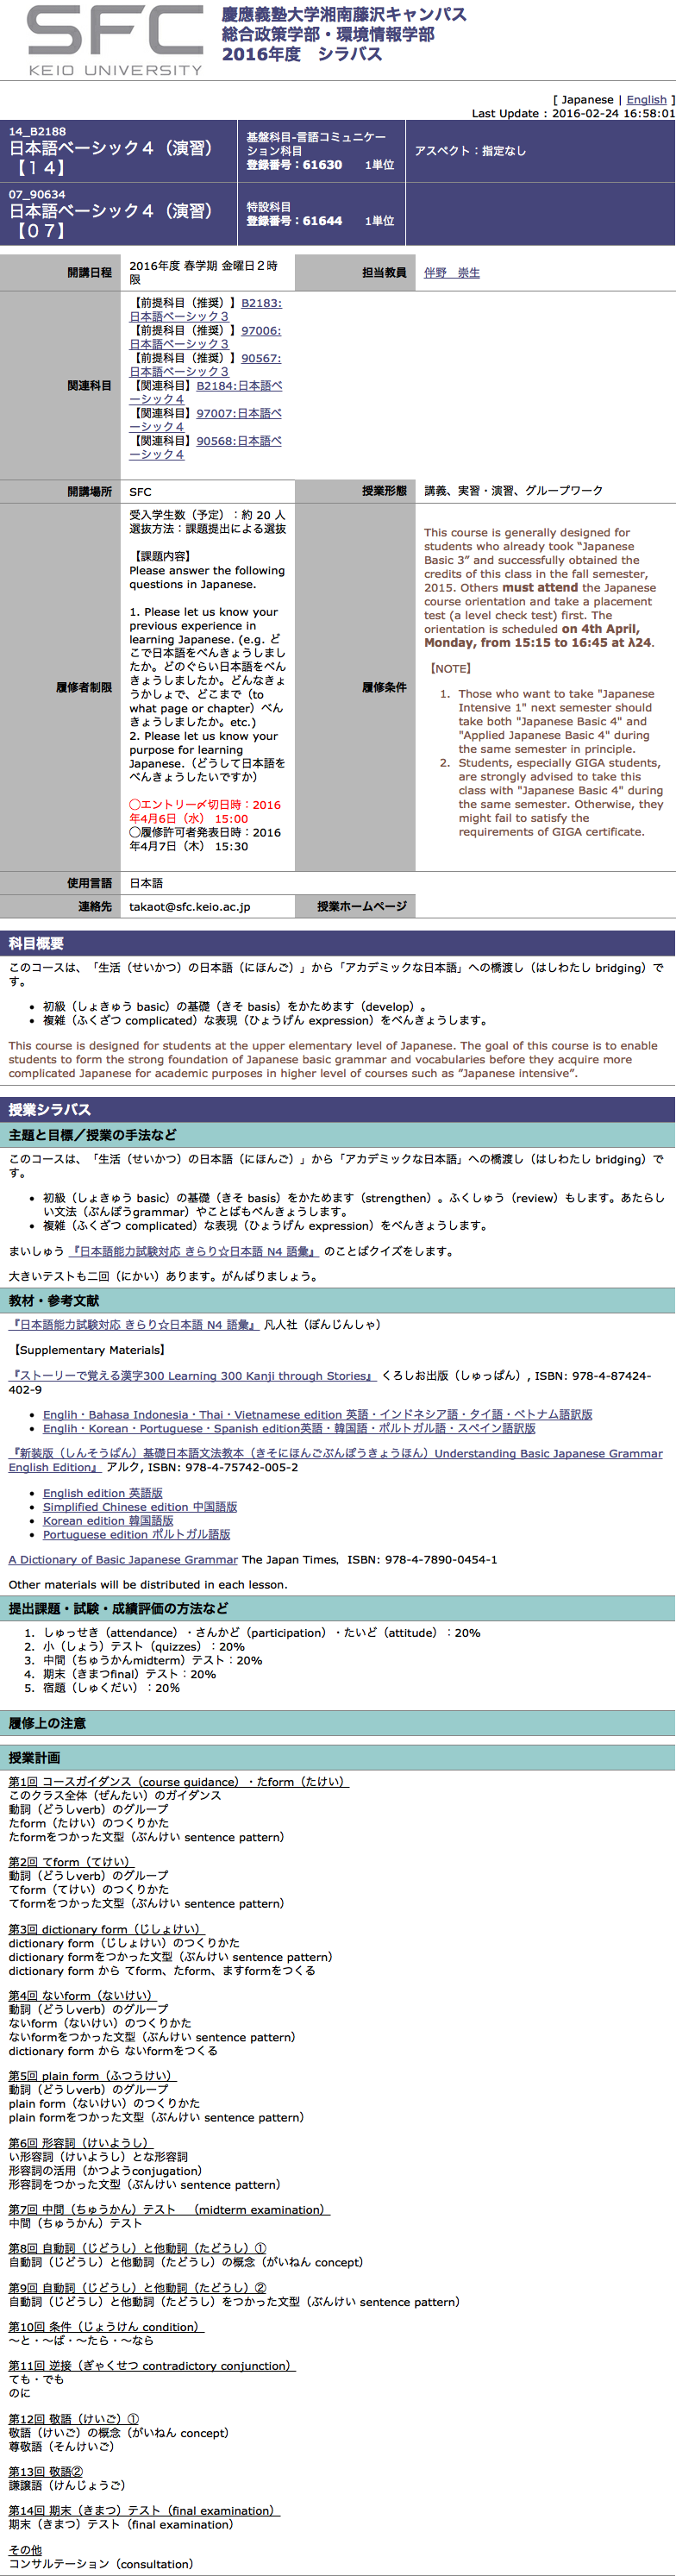 SFC
KEIO UNIVERSITY
慶應義塾大学湘南藤沢キャンパス
総合政策学部・環境情報学部
2016年度　シラバス
[ Japanese | English ]
Last Update : 2016-02-24 16:58:01
14_B2188
日本語ベーシック４（演習）
【１４】
基盤科目-言語コミュニケー
ション科目
登録番号：61630　　1単位
アスペクト：指定なし
07_90634
日本語ベーシック４（演習）
【０７】
特設科目
登録番号：61644　　1単位
開講日程
2016年度 春学期 金曜日２時
限
担当教員
伴野　崇生
関連科目
【前提科目（推奨）】B2183:
日本語ベーシック３
【前提科目（推奨）】97006:
日本語ベーシック３
【前提科目（推奨）】90567:
日本語ベーシック３
【関連科目】B2184:日本語ベ
ーシック４
【関連科目】97007:日本語ベ
ーシック４
【関連科目】90568:日本語ベ
ーシック４
開講場所
SFC
授業形態
講義、実習・演習、グループワーク
履修者制限
受入学生数（予定）：約 20 人
選抜方法：課題提出による選抜
【課題内容】
Please answer the following
questions in Japanese.
1. Please let us know your
previous experience in
learning Japanese. (e.g. ど
こで日本語をべんきょうしまし
たか。どのぐらい日本語をべん
きょうしましたか。どんなきょ
うかしょで、どこまで（to
what page or chapter）べん
きょうしましたか。etc.)
2. Please let us know your
purpose for learning
Japanese.（どうして日本語を
べんきょうしたいですか）
◯エントリー〆切日時：2016
年4月6日（水） 15:00
◯履修許可者発表日時：2016
年4月7日（木） 15:30
履修条件
This course is generally designed for
students who already took “Japanese
Basic 3” and successfully obtained the
credits of this class in the fall semester,
2015. Others must attend the Japanese
course orientation and take a placement
test (a level check test) first. The
orientation is scheduled on 4th April,
Monday, from 15:15 to 16:45 at λ24.
【NOTE】
1. Those who want to take "Japanese
Intensive 1" next semester should
take both "Japanese Basic 4" and
"Applied Japanese Basic 4" during
the same semester in principle.
2. Students, especially GIGA students,
are strongly advised to take this
class with "Japanese Basic 4" during
the same semester. Otherwise, they
might fail to satisfy the
requirements of GIGA certificate.
使用言語
日本語
連絡先
takaot@sfc.keio.ac.jp
授業ホームページ
科目概要
このコースは、「生活（せいかつ）の日本語（にほんご）」から「アカデミックな日本語」への橋渡し（はしわたし bridging）で
す。
• 初級（しょきゅう basic）の基礎（きそ basis）をかためます（develop）。
• 複雑（ふくざつ complicated）な表現（ひょうげん expression）をべんきょうします。
This course is designed for students at the upper elementary level of Japanese. The goal of this course is to enable
students to form the strong foundation of Japanese basic grammar and vocabularies before they acquire more
complicated Japanese for academic purposes in higher level of courses such as ”Japanese intensive”.
授業シラバス
主題と目標／授業の手法など
このコースは、「生活（せいかつ）の日本語（にほんご）」から「アカデミックな日本語」への橋渡し（はしわたし bridging）で
す。
• 初級（しょきゅう basic）の基礎（きそ basis）をかためます（strengthen）。ふくしゅう（review）もします。あたらし
い文法（ぶんぽうgrammar）やことばもべんきょうします。
• 複雑（ふくざつ complicated）な表現（ひょうげん expression）をべんきょうします。
まいしゅう 『日本語能力試験対応 きらり☆日本語 N4 語彙』 のことばクイズをします。
大きいテストも二回（にかい）あります。がんばりましょう。
教材・参考文献
『日本語能力試験対応 きらり☆日本語 N4 語彙』 凡人社（ぼんじんしゃ）
【Supplementary Materials】
『ストーリーで覚える漢字300 Learning 300 Kanji through Stories』 くろしお出版（しゅっぱん）, ISBN: 978-4-87424-
402-9
• Englih・Bahasa Indonesia・Thai・Vietnamese edition 英語・インドネシア語・タイ語・ベトナム語訳版
• Englih・Korean・Portuguese・Spanish edition英語・韓国語・ポルトガル語・スペイン語訳版
『新装版（しんそうばん）基礎日本語文法教本（きそにほんごぶんぽうきょうほん）Understanding Basic Japanese Grammar
English Edition』 アルク, ISBN: 978-4-75742-005-2
• English edition 英語版
• Simplified Chinese edition 中国語版
• Korean edition 韓国語版
• Portuguese edition ポルトガル語版
A Dictionary of Basic Japanese Grammar The Japan Times,  ISBN: 978-4-7890-0454-1
Other materials will be distributed in each lesson.
提出課題・試験・成績評価の方法など
1. しゅっせき（attendance）・さんかど（participation）・たいど（attitude）：20%
2. 小（しょう）テスト（quizzes）：20%
3. 中間（ちゅうかんmidterm）テスト：20%
4. 期末（きまつfinal）テスト：20%
5. 宿題（しゅくだい）：20%
履修上の注意
授業計画
第1回 コースガイダンス（course guidance）・たform（たけい）
このクラス全体（ぜんたい）のガイダンス
動詞（どうしverb）のグループ
たform（たけい）のつくりかた
たformをつかった文型（ぶんけい sentence pattern）
第2回 てform（てけい）
動詞（どうしverb）のグループ
てform（てけい）のつくりかた
てformをつかった文型（ぶんけい sentence pattern）
第3回 dictionary form（じしょけい）
dictionary form（じしょけい）のつくりかた
dictionary formをつかった文型（ぶんけい sentence pattern）
dictionary form から てform、たform、ますformをつくる
第4回 ないform（ないけい）
動詞（どうしverb）のグループ
ないform（ないけい）のつくりかた
ないformをつかった文型（ぶんけい sentence pattern）
dictionary form から ないformをつくる
第5回 plain form（ふつうけい）
動詞（どうしverb）のグループ
plain form（ないけい）のつくりかた
plain formをつかった文型（ぶんけい sentence pattern）
第6回 形容詞（けいようし）
い形容詞（けいようし）とな形容詞
形容詞の活用（かつようconjugation）
形容詞をつかった文型（ぶんけい sentence pattern）
第7回 中間（ちゅうかん）テスト　（midterm examination）
中間（ちゅうかん）テスト
第8回 自動詞（じどうし）と他動詞（たどうし）①
自動詞（じどうし）と他動詞（たどうし）の概念（がいねん concept）
第9回 自動詞（じどうし）と他動詞（たどうし）②
自動詞（じどうし）と他動詞（たどうし）をつかった文型（ぶんけい sentence pattern）
第10回 条件（じょうけん condition）
～と・～ば・～たら・～なら
第11回 逆接（ぎゃくせつ contradictory conjunction）
ても・でも
のに
第12回 敬語（けいご）①
敬語（けいご）の概念（がいねん concept）
尊敬語（そんけいご）
第13回 敬語②
謙譲語（けんじょうご）
第14回 期末（きまつ）テスト（final examination）
期末（きまつ）テスト（final examination）
その他
コンサルテーション（consultation）